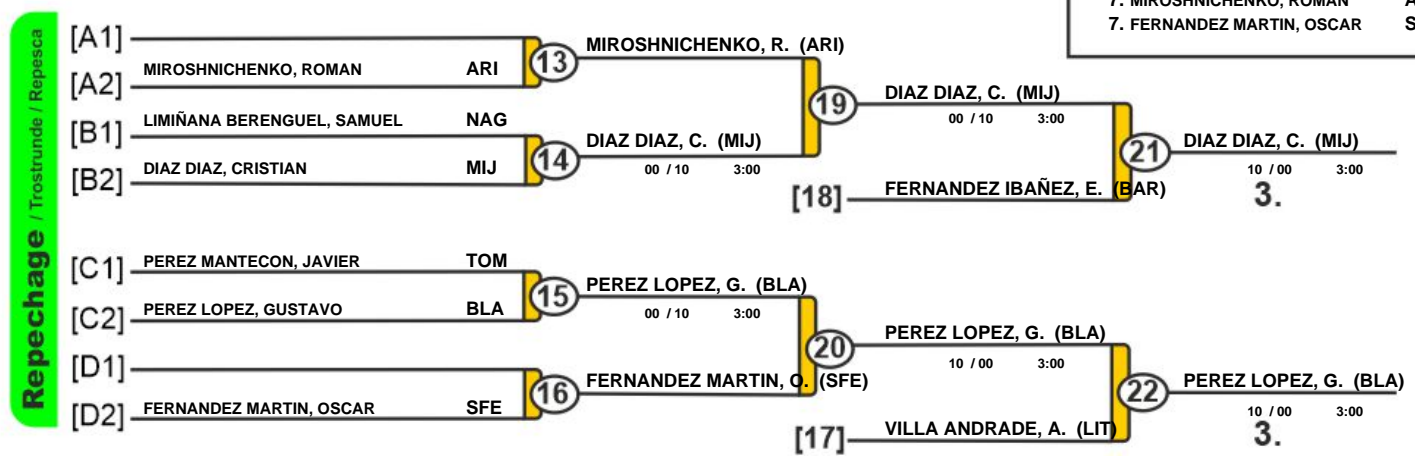 7. MIROSHNICHENKO, ROMAN A
7. FERNANDEZ MARTIN, OSCAR S
Repechage / Trostrunde / Repesca
[A1]
MIROSHNICHENKO, R. (ARI)
13
[A2] MIROSHNICHENKO, ROMAN ARI
DIAZ DIAZ, C. (MIJ)
19
00 / 10 3:00
[B1] LIMIÑANA BERENGUEL, SAMUEL NAG
DIAZ DIAZ, C. (MIJ)
14
00 / 10 3:00
[B2] DIAZ DIAZ, CRISTIAN MIJ
21
DIAZ DIAZ, C. (MIJ)
10 / 00 3:00
3.
[18] FERNANDEZ IBAÑEZ, E. (BAR)
[C1] PEREZ MANTECON, JAVIER TOM
PEREZ LOPEZ, G. (BLA)
15
00 / 10 3:00
[C2] PEREZ LOPEZ, GUSTAVO BLA
PEREZ LOPEZ, G. (BLA)
20
10 / 00 3:00
[D1]
FERNANDEZ MARTIN, O. (SFE)
16
[D2] FERNANDEZ MARTIN, OSCAR SFE
22
PEREZ LOPEZ, G. (BLA)
10 / 00 3:00
3.
[17] VILLA ANDRADE, A. (LIT)